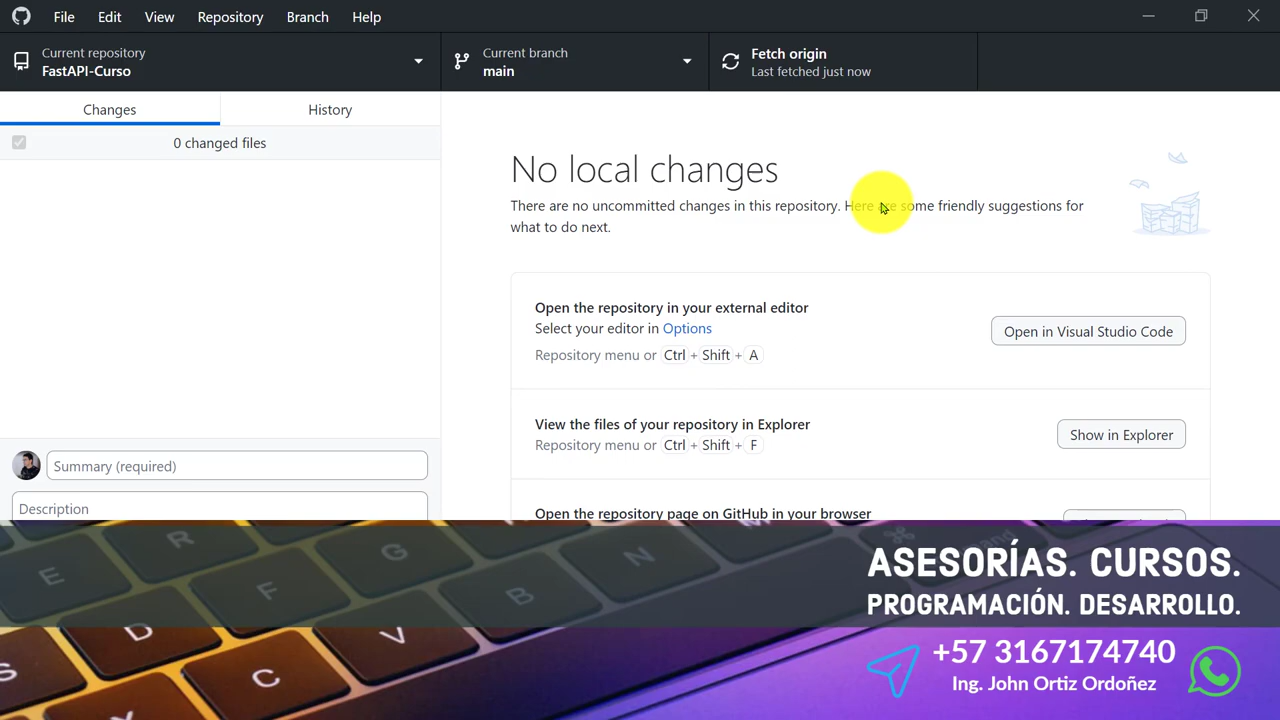 File Edit View Repository Branch Help
Current repository
FastAPI-Curso
Current branch
main
Fetch origin
Last fetched just now
Changes
History
0 changed files
No local changes
There are no uncommitted changes in this repository. Here are some friendly suggestions for
what to do next.
Open the repository in your external editor
Select your editor in Options
Repository menu or Ctrl + Shift + A
Open in Visual Studio Code
View the files of your repository in Explorer
Repository menu or Ctrl + Shift + F
Show in Explorer
Open the repository page on GitHub in your browser
Summary (required)
Description
E R F G B N M D V C S
ASESORÍAS. CURSOS.
PROGRAMACIÓN. DESARROLLO.
+57 3167174740
Ing. John Ortiz Ordoñez